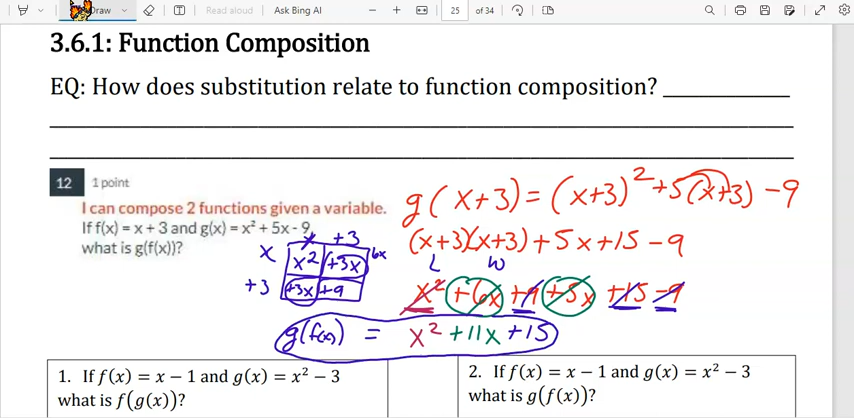 Draw
Read aloud
Ask Bing AI
25 of 34
3.6.1: Function Composition
EQ: How does substitution relate to function composition? ____________
12 1 point
I can compose 2 functions given a variable.
If f(x) = x + 3 and g(x) = x² + 5x - 9,
what is g(f(x))?
x +3
x x² +3x 6x
+3 +3x +9
g(x+3) = (x+3)² + 5(x+3) - 9
(x+3)(x+3) + 5x + 15 - 9
L W
x² +6x +9 +5x +15 -9
g(f(x)) = x² + 11x + 15
1. If f(x) = x − 1 and g(x) = x² − 3
what is f(g(x))?
2. If f(x) = x − 1 and g(x) = x² − 3
what is g(f(x))?